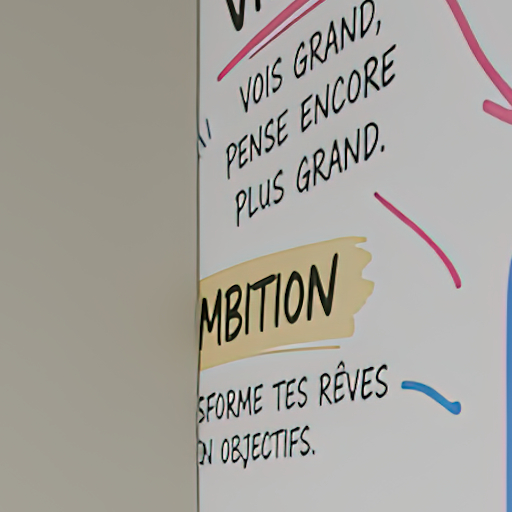 VOIS GRAND,
PENSE ENCORE
PLUS GRAND.
MBITION
SFORME TES RÊVES
N OBJECTIFS.